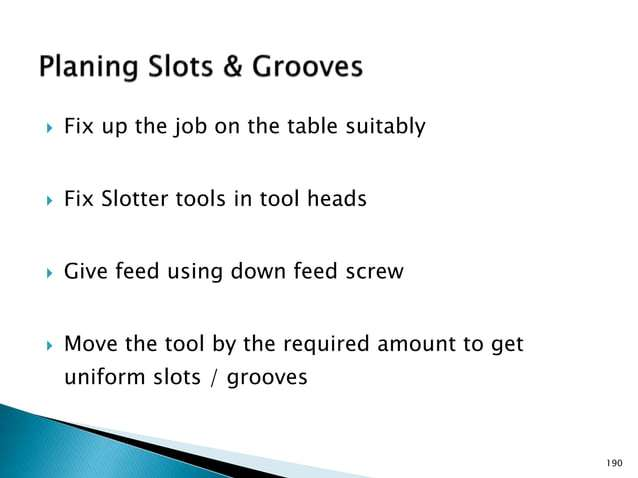 Planing Slots & Grooves
Fix up the job on the table suitably
Fix Slotter tools in tool heads
Give feed using down feed screw
Move the tool by the required amount to get
uniform slots / grooves
190